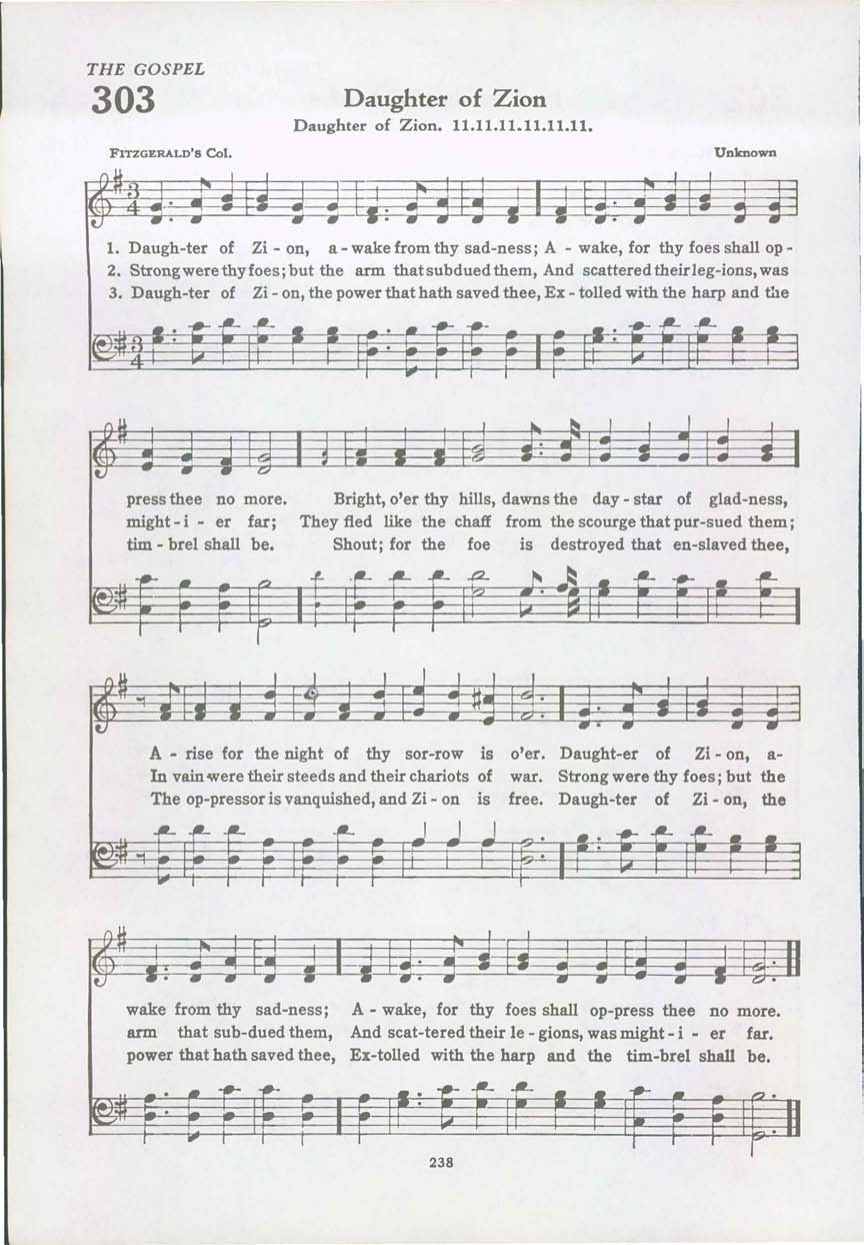 THE GOSPEL
303
Daughter of Zion
Daughter of Zion. 11.11.11.11.11.11.
FITZGERALD'S Col. Unknown
1. Daugh-ter of Zi - on, a - wake from thy sad-ness; A - wake, for thy foes shall op -
2. Strong were thy foes; but the arm that subdued them, And scattered their leg-ions, was
3. Daugh-ter of Zi - on, the power that hath saved thee, Ex - tolled with the harp and the
press thee no more. Bright, o'er thy hills, dawns the day - star of glad-ness,
might - i - er far; They fled like the chaff from the scourge that pur-sued them;
tim - brel shall be. Shout; for the foe is destroyed that en-slaved thee,
A - rise for the night of thy sor-row is o'er. Daught-er of Zi - on, a-
In vain were their steeds and their chariots of war. Strong were thy foes; but the
The op-pressor is vanquished, and Zi - on is free. Daugh-ter of Zi - on, the
wake from thy sad-ness; A - wake, for thy foes shall op-press thee no more.
arm that sub-dued them, And scat-tered their le - gions, was might - i - er far.
power that hath saved thee, Ex-tolled with the harp and the tim-brel shall be.
238